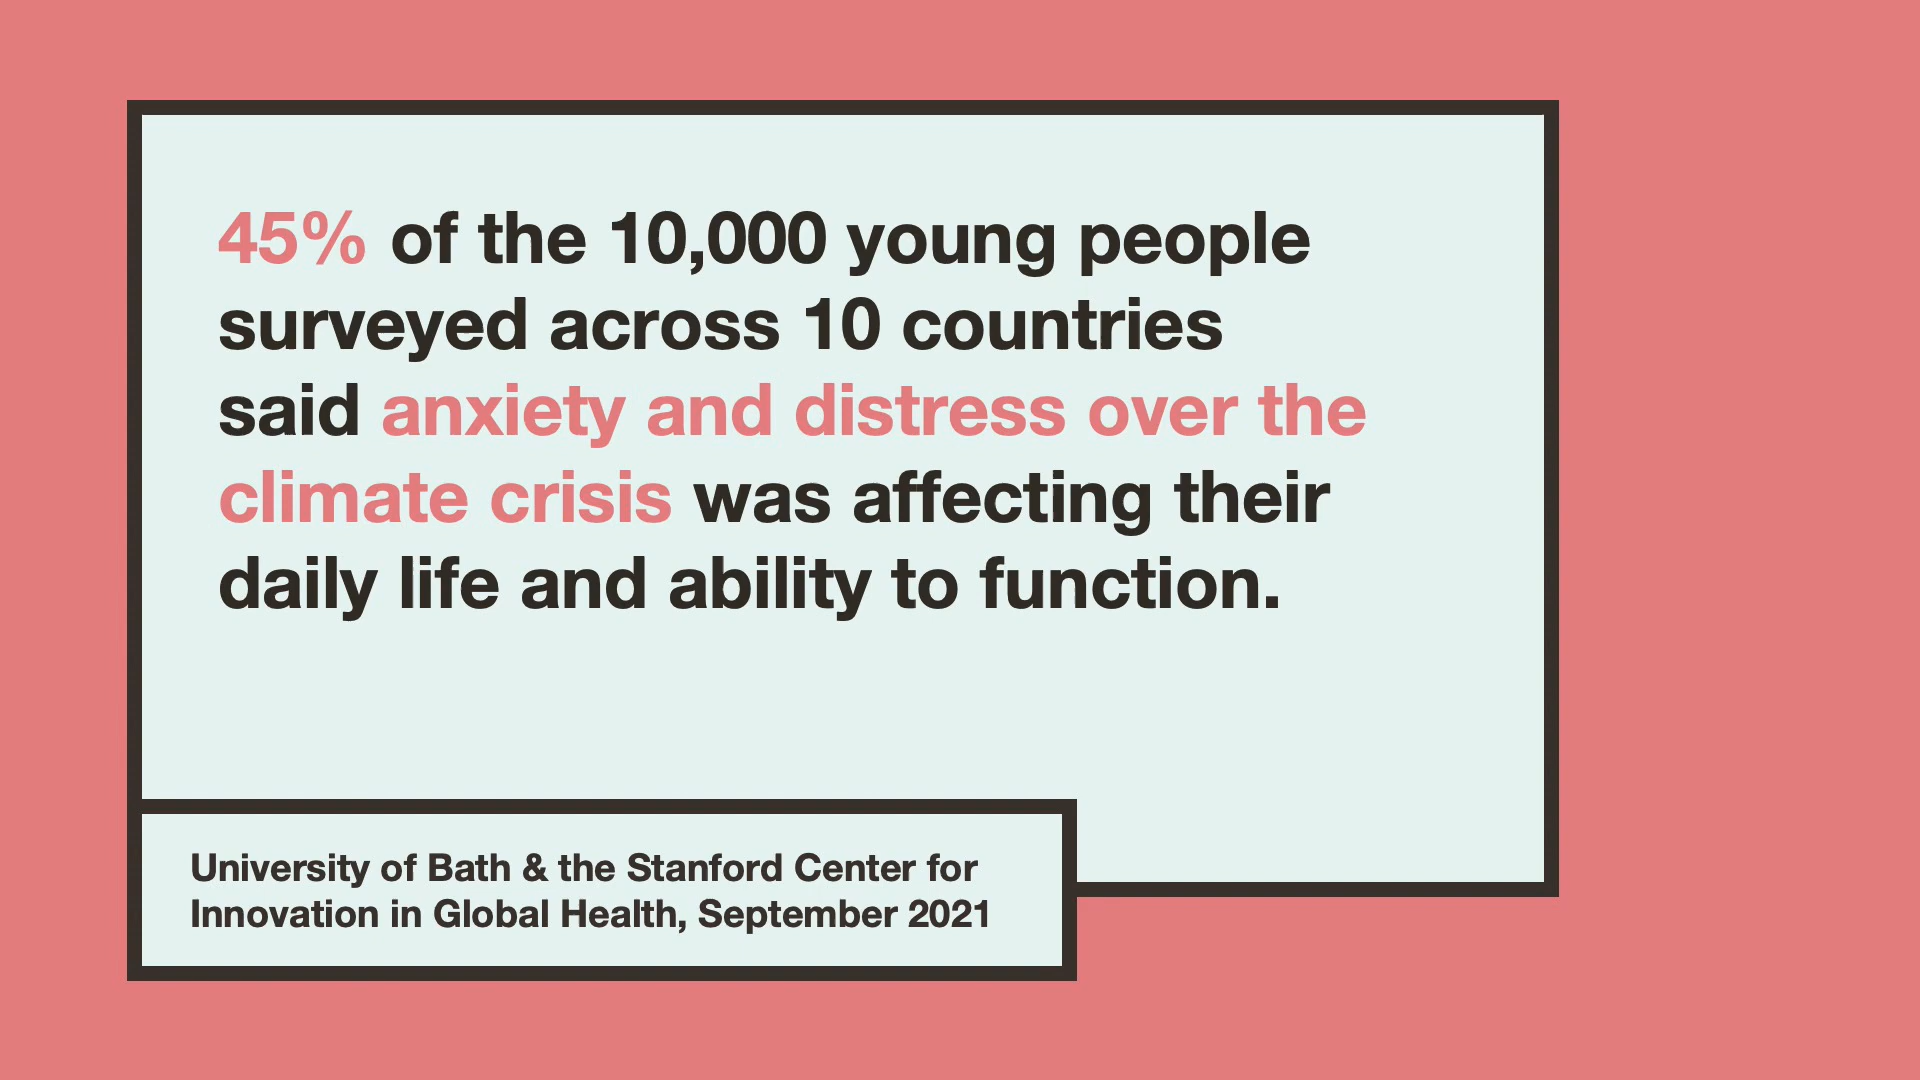 45% of the 10,000 young people
surveyed across 10 countries
said anxiety and distress over the
climate crisis was affecting their
daily life and ability to function.
University of Bath & the Stanford Center for
Innovation in Global Health, September 2021